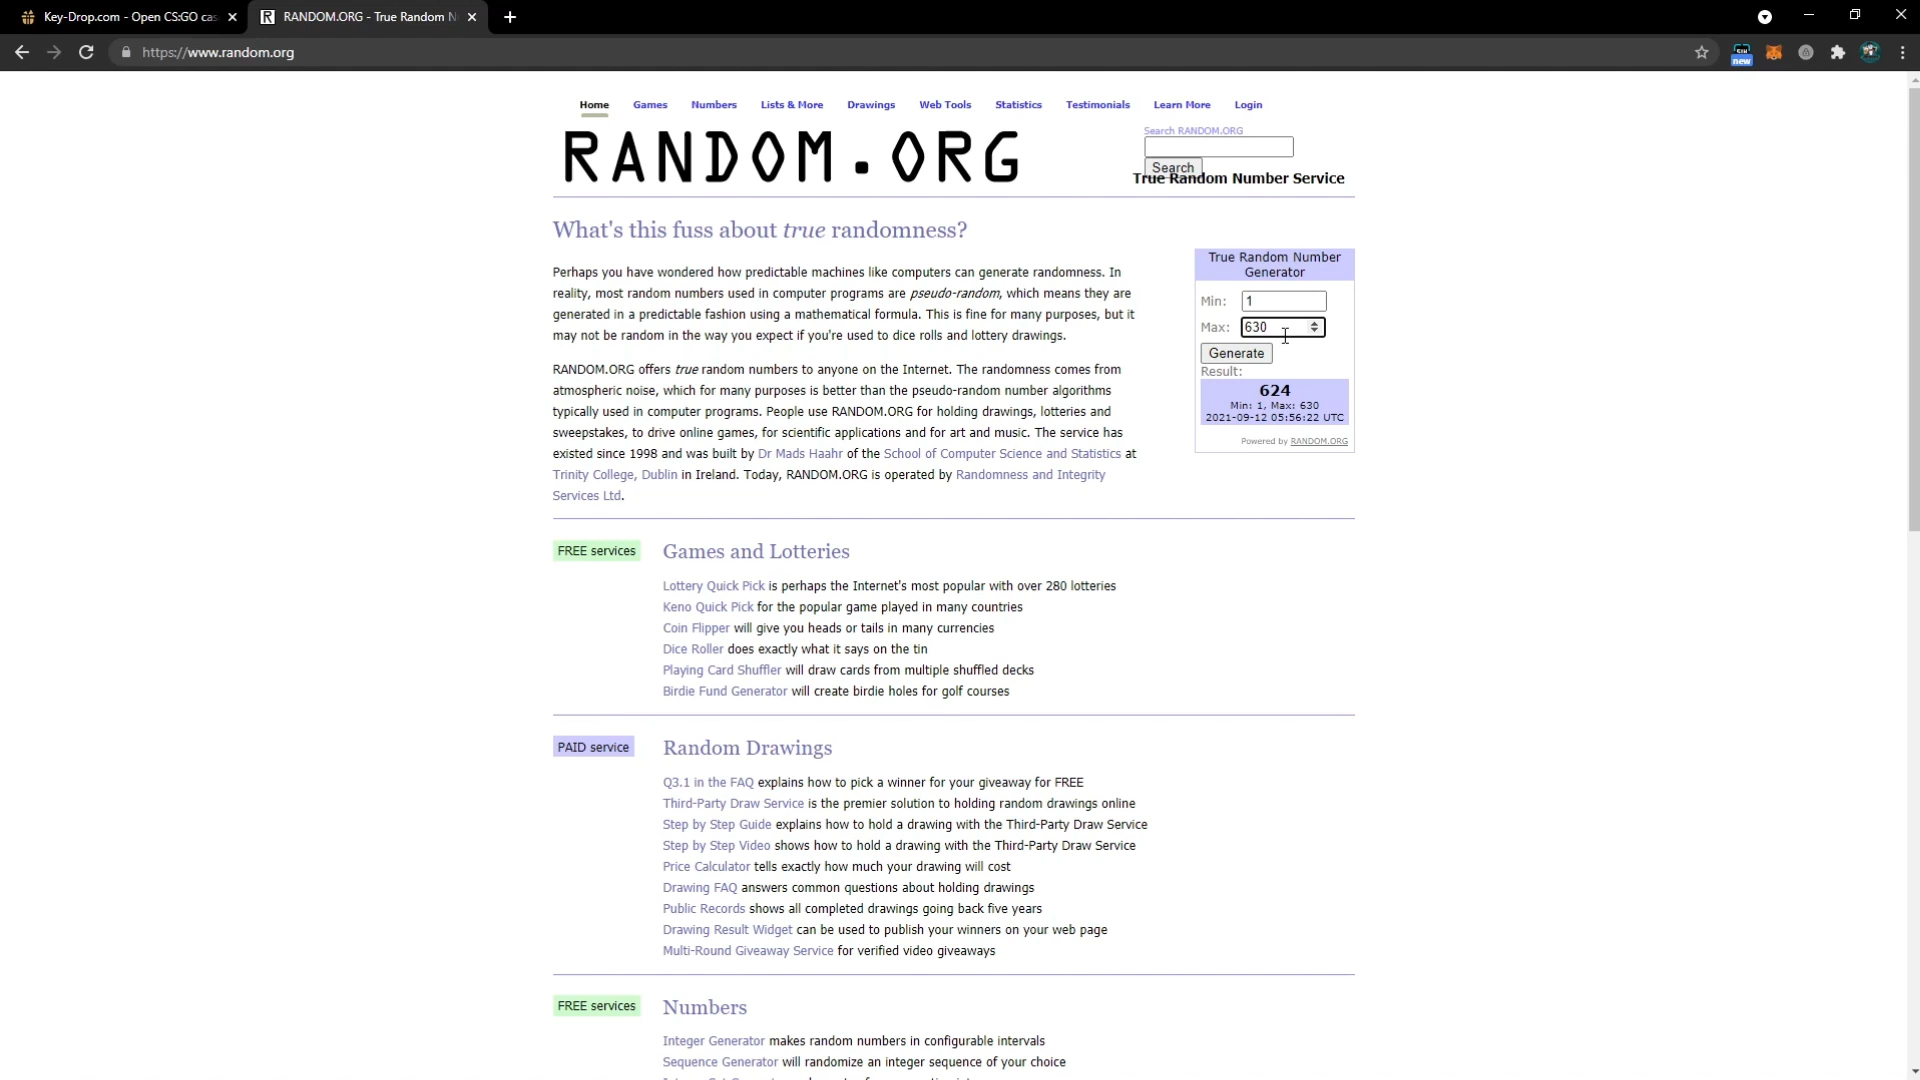 Key-Drop.com - Open CS:GO cas
RANDOM.ORG - True Random N
https://www.random.org
new
Home Games Numbers Lists & More Drawings Web Tools Statistics Testimonials Learn More Login
RANDOM.ORG
Search RANDOM.ORG
Search
True Random Number Service
What's this fuss about true randomness?
Perhaps you have wondered how predictable machines like computers can generate randomness. In
reality, most random numbers used in computer programs are pseudo-random, which means they are
generated in a predictable fashion using a mathematical formula. This is fine for many purposes, but it
may not be random in the way you expect if you're used to dice rolls and lottery drawings.
RANDOM.ORG offers true random numbers to anyone on the Internet. The randomness comes from
atmospheric noise, which for many purposes is better than the pseudo-random number algorithms
typically used in computer programs. People use RANDOM.ORG for holding drawings, lotteries and
sweepstakes, to drive online games, for scientific applications and for art and music. The service has
existed since 1998 and was built by Dr Mads Haahr of the School of Computer Science and Statistics at
Trinity College, Dublin in Ireland. Today, RANDOM.ORG is operated by Randomness and Integrity
Services Ltd.
True Random Number
Generator
Min: 1
Max: 630
Generate
Result:
624
Min: 1, Max: 630
2021-09-12 05:56:22 UTC
Powered by RANDOM.ORG
FREE services
Games and Lotteries
Lottery Quick Pick is perhaps the Internet's most popular with over 280 lotteries
Keno Quick Pick for the popular game played in many countries
Coin Flipper will give you heads or tails in many currencies
Dice Roller does exactly what it says on the tin
Playing Card Shuffler will draw cards from multiple shuffled decks
Birdie Fund Generator will create birdie holes for golf courses
PAID service
Random Drawings
Q3.1 in the FAQ explains how to pick a winner for your giveaway for FREE
Third-Party Draw Service is the premier solution to holding random drawings online
Step by Step Guide explains how to hold a drawing with the Third-Party Draw Service
Step by Step Video shows how to hold a drawing with the Third-Party Draw Service
Price Calculator tells exactly how much your drawing will cost
Drawing FAQ answers common questions about holding drawings
Public Records shows all completed drawings going back five years
Drawing Result Widget can be used to publish your winners on your web page
Multi-Round Giveaway Service for verified video giveaways
FREE services
Numbers
Integer Generator makes random numbers in configurable intervals
Sequence Generator will randomize an integer sequence of your choice